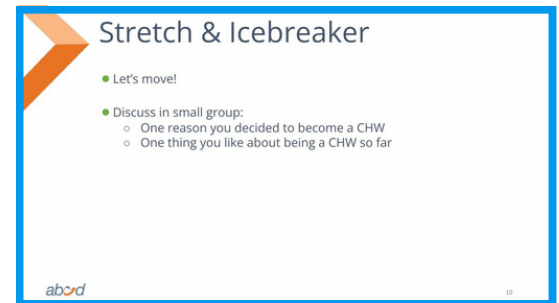 Stretch & Icebreaker
Let's move!
Discuss in small group:
One reason you decided to become a CHW
One thing you like about being a CHW so far
10